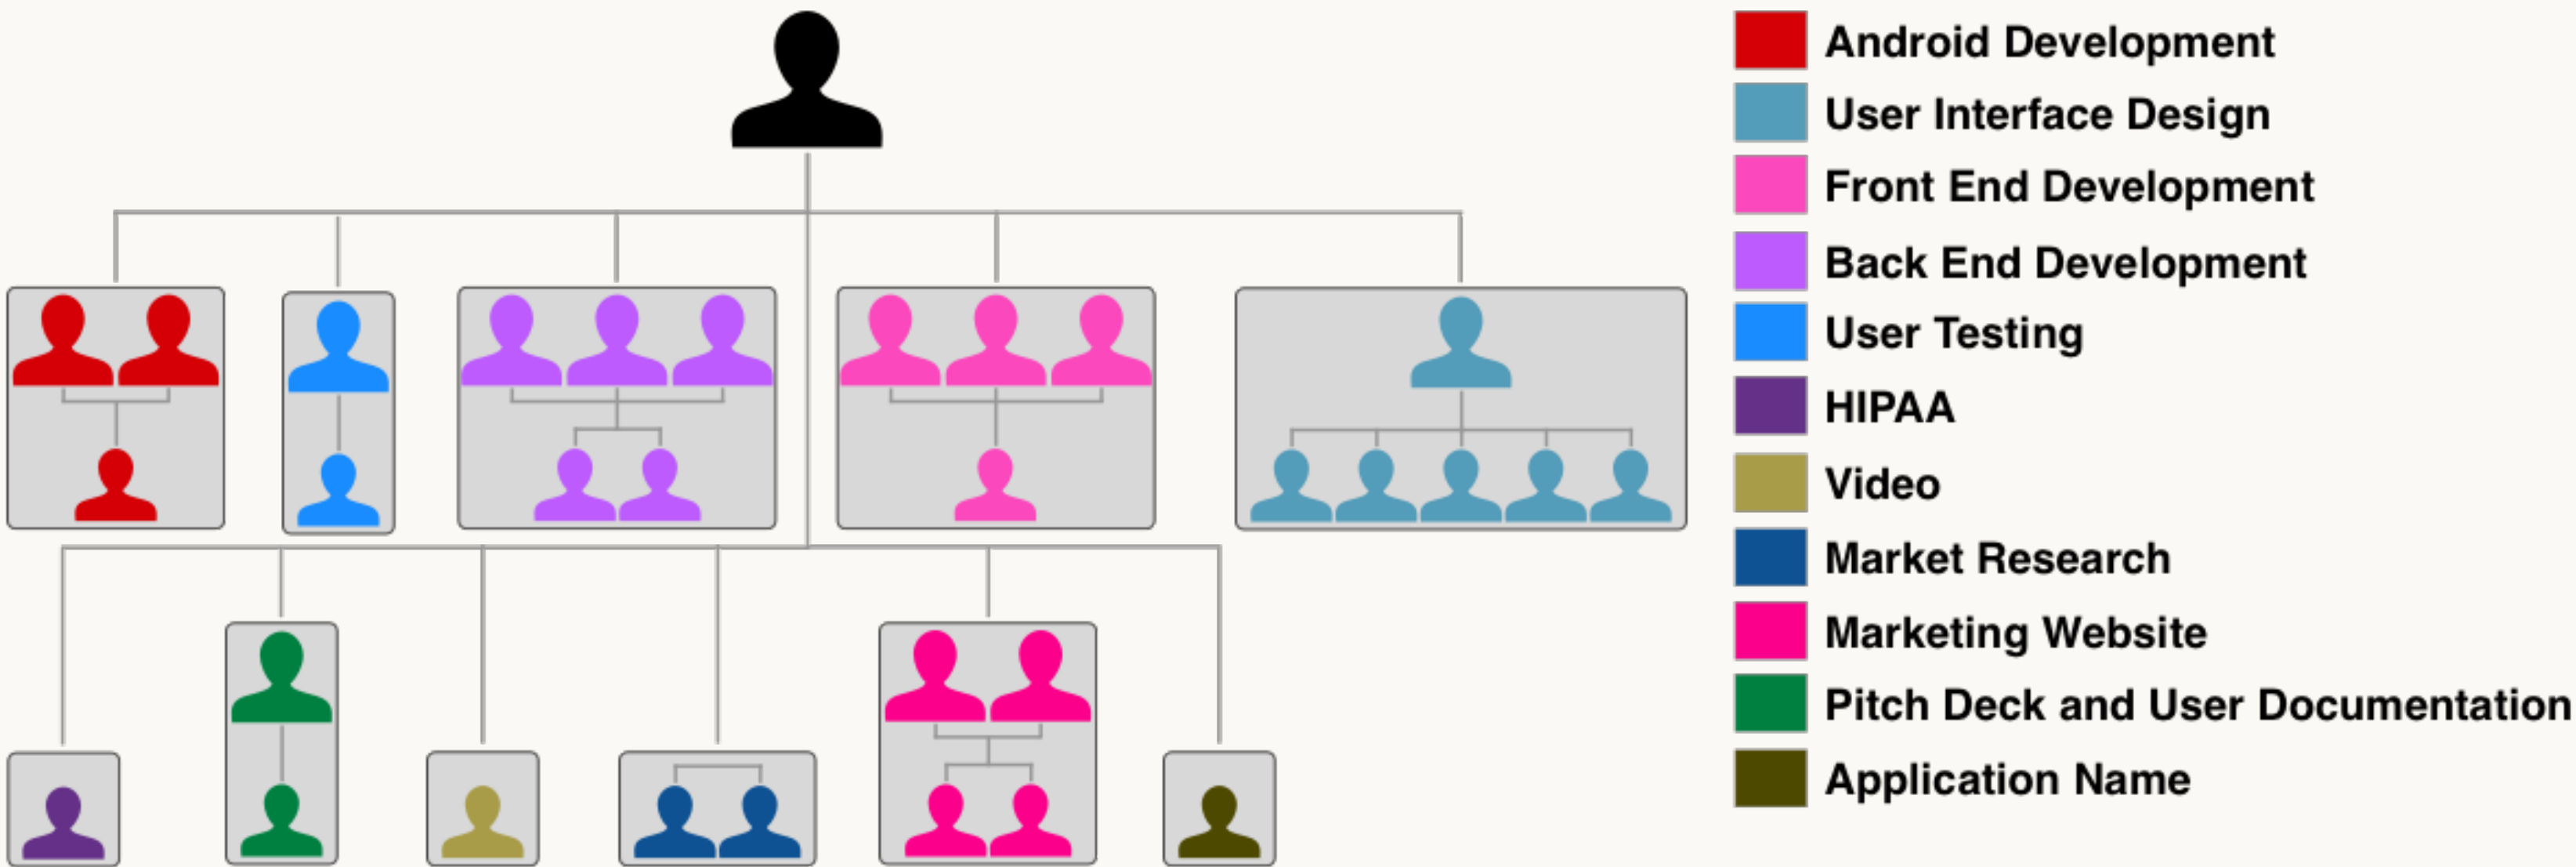 Android Development
User Interface Design
Front End Development
Back End Development
User Testing
HIPAA
Video
Market Research
Marketing Website
Pitch Deck and User Documentation
Application Name